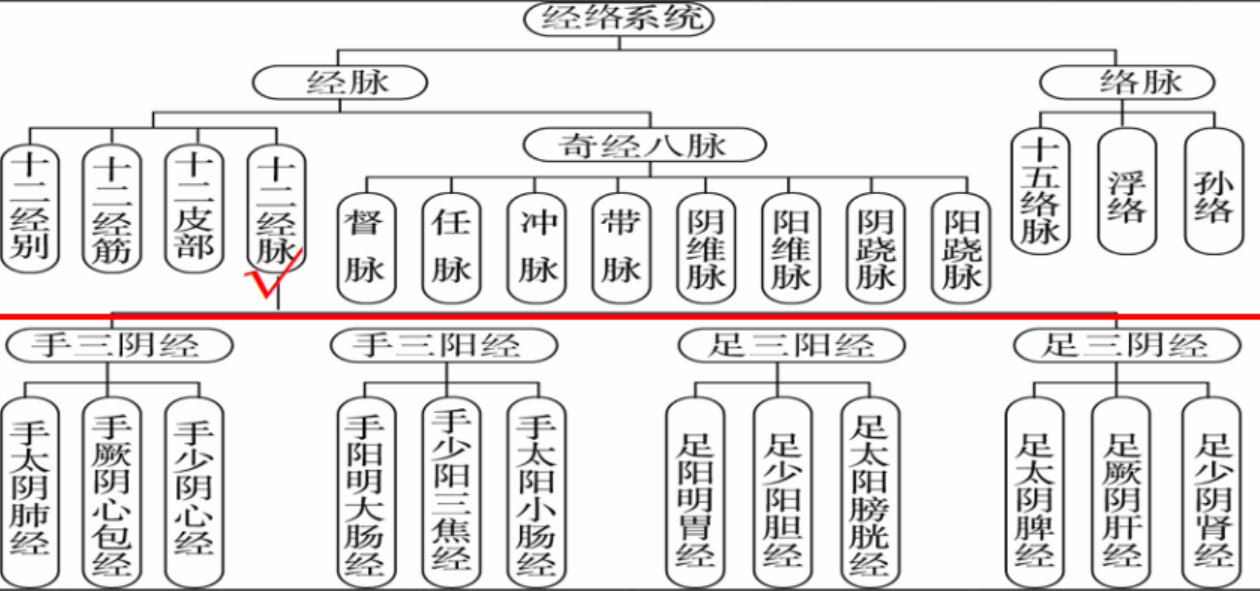 经络系统
经脉
络脉
奇经八脉
十二经别
十二经筋
十二皮部
十二经脉
督脉
任脉
冲脉
带脉
阴维脉
阳维脉
阴跷脉
阳跷脉
十五络脉
浮络
孙络
手三阴经
手三阳经
足三阳经
足三阴经
手太阴肺经
手厥阴心包经
手少阴心经
手阳明大肠经
手少阳三焦经
手太阳小肠经
足阳明胃经
足少阳胆经
足太阳膀胱经
足太阴脾经
足厥阴肝经
足少阴肾经